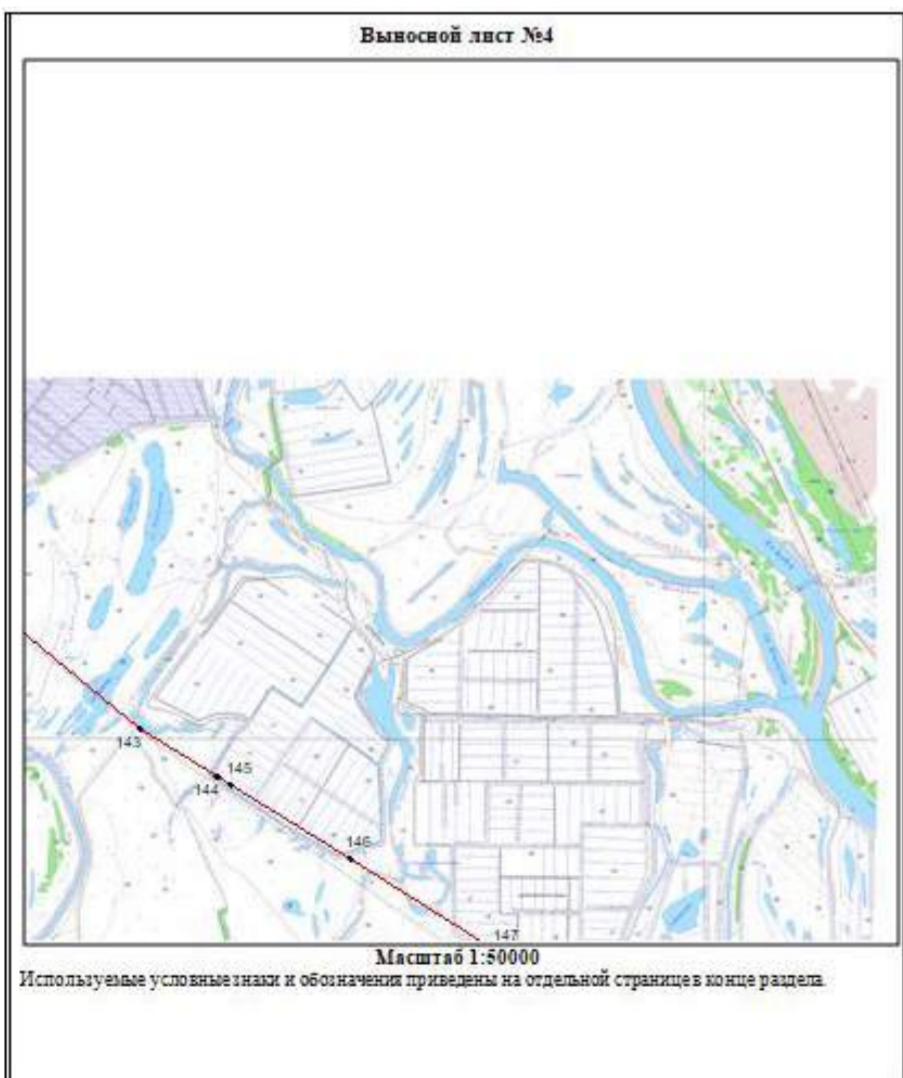 Выносной лист №4
143
145
144
146
147
Масштаб 1:50000
Используемые условные знаки и обозначения приведены на отдельной странице в конце раздела.